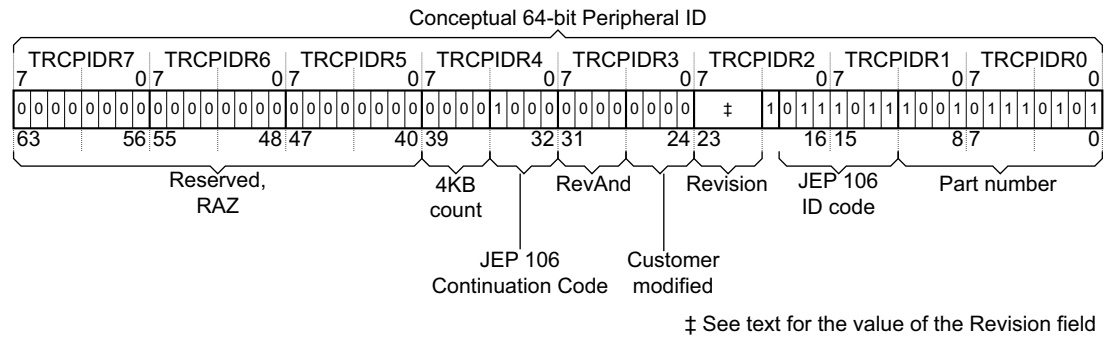 Conceptual 64-bit Peripheral ID
TRCPIDR7 TRCPIDR6 TRCPIDR5 TRCPIDR4 TRCPIDR3 TRCPIDR2 TRCPIDR1 TRCPIDR0
7 0 7 0 7 0 7 0 7 0 7 0 7 0 7 0
0 0 0 0 0 0 0 0 0 0 0 0 0 0 0 0 0 0 0 0 0 0 0 0 0 0 0 0 1 0 0 0 0 0 0 0 0 0 0 0 ‡ 1 0 1 1 1 0 1 1 1 0 0 1 0 1 1 1 0 1 0 1
63 56 55 48 47 40 39 32 31 24 23 16 15 8 7 0
Reserved, RAZ
4KB count
RevAnd
Revision
JEP 106 ID code
Part number
JEP 106 Continuation Code
Customer modified
‡ See text for the value of the Revision field